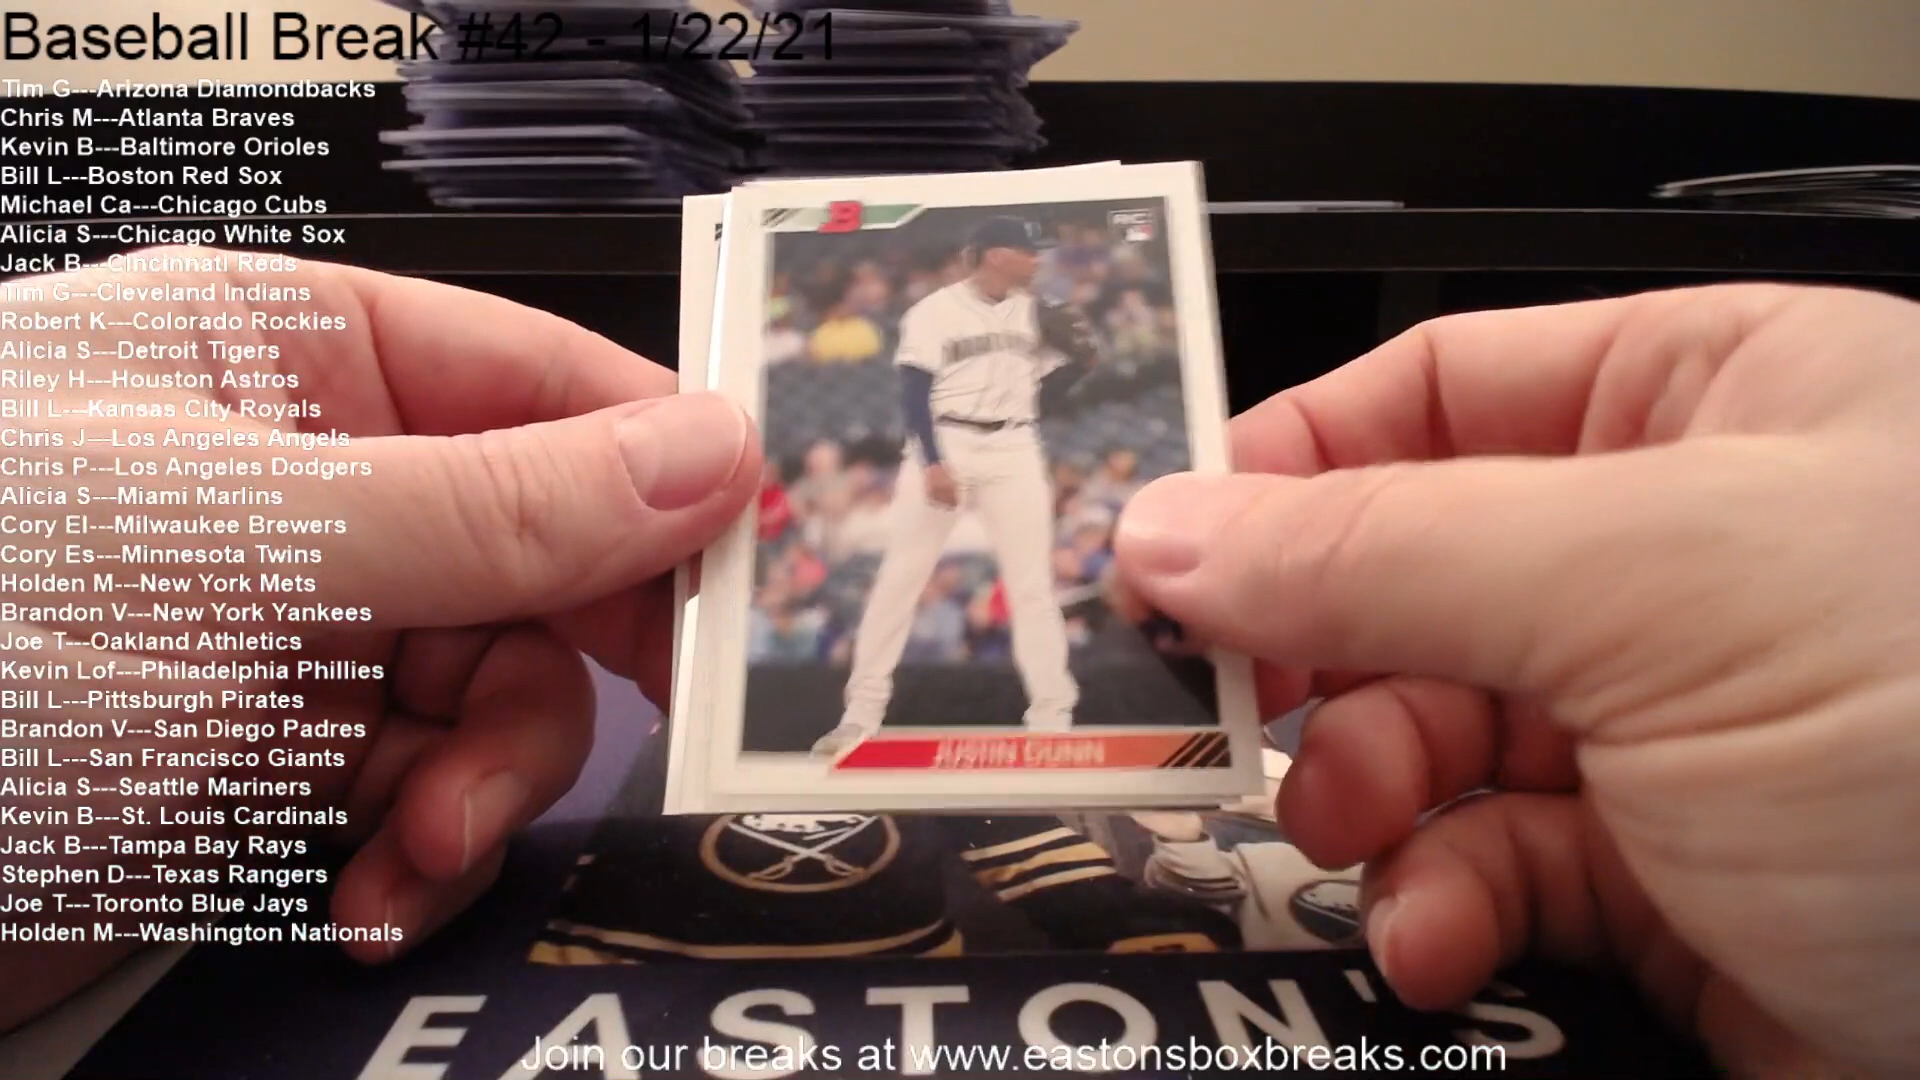 Baseball Break #42 - 1/22/21
Tim G---Arizona Diamondbacks
Chris M---Atlanta Braves
Kevin B---Baltimore Orioles
Bill L---Boston Red Sox
Michael Ca---Chicago Cubs
Alicia S---Chicago White Sox
Jack B---Cincinnati Reds
Tim G---Cleveland Indians
Robert K---Colorado Rockies
Alicia S---Detroit Tigers
Riley H---Houston Astros
Bill L---Kansas City Royals
Chris J---Los Angeles Angels
Chris P---Los Angeles Dodgers
Alicia S---Miami Marlins
Cory El---Milwaukee Brewers
Cory Es---Minnesota Twins
Holden M---New York Mets
Brandon V---New York Yankees
Joe T---Oakland Athletics
Kevin Lof---Philadelphia Phillies
Bill L---Pittsburgh Pirates
Brandon V---San Diego Padres
Bill L---San Francisco Giants
Alicia S---Seattle Mariners
Kevin B---St. Louis Cardinals
Jack B---Tampa Bay Rays
Stephen D---Texas Rangers
Joe T---Toronto Blue Jays
Holden M---Washington Nationals
B
RC
JUSTIN DUNN
EASTON'S
Join our breaks at www.eastonsboxbreaks.com